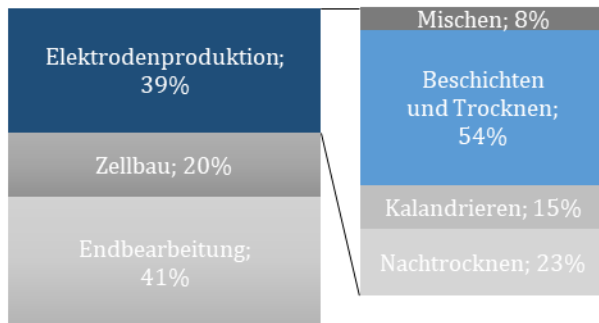 Elektrodenproduktion;
39%
Zellbau; 20%
Endbearbeitung;
41%
Mischen; 8%
Beschichten
und Trocknen;
54%
Kalandrieren; 15%
Nachtrocknen; 23%